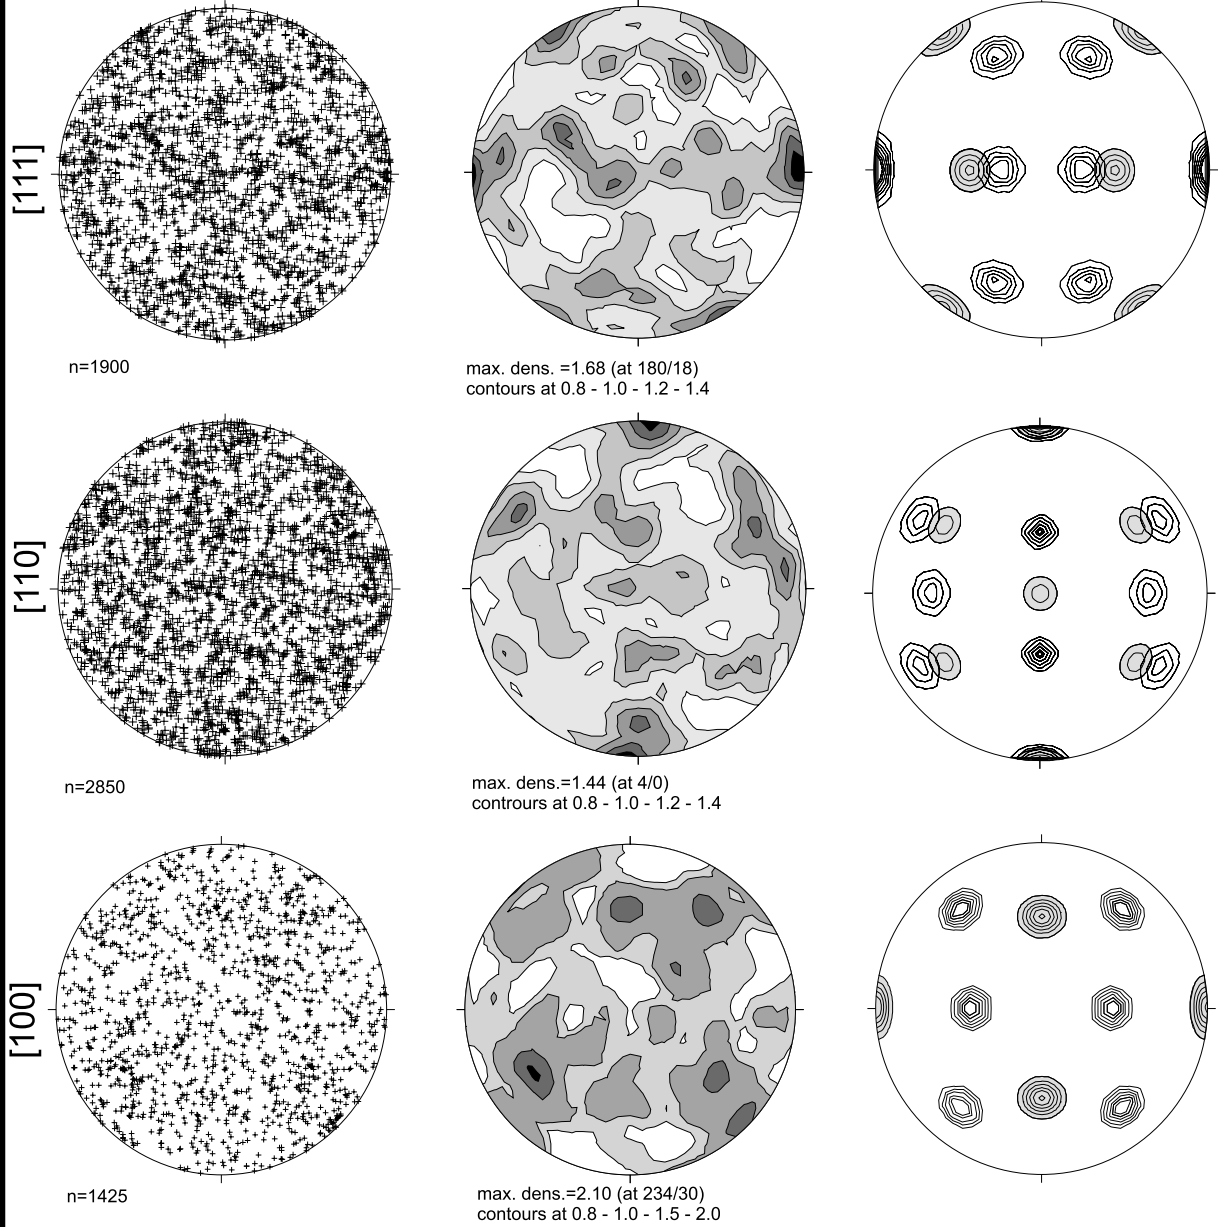 [111]
n=1900
max. dens. =1.68 (at 180/18)
contours at 0.8 - 1.0 - 1.2 - 1.4
[110]
n=2850
max. dens.=1.44 (at 4/0)
contrours at 0.8 - 1.0 - 1.2 - 1.4
[100]
n=1425
max. dens.=2.10 (at 234/30)
contours at 0.8 - 1.0 - 1.5 - 2.0